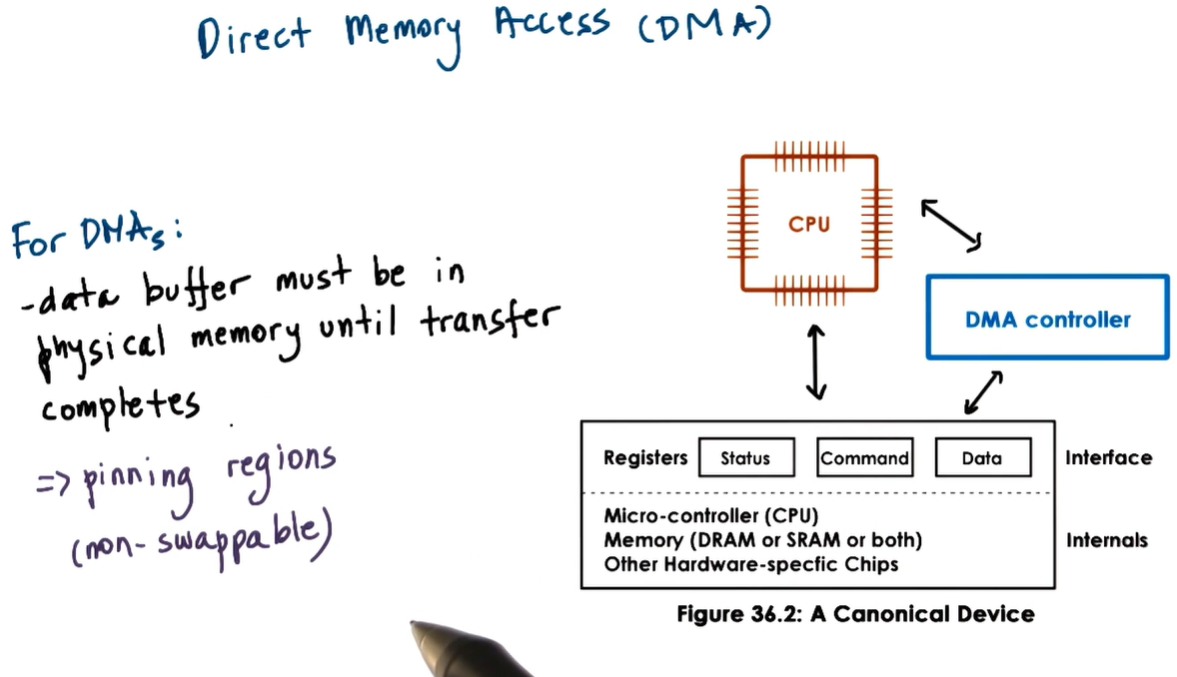 Direct Memory Access (DMA)
For DMAs:
-data buffer must be in
physical memory until transfer
completes
=> pinning regions
(non-swappable)
CPU
DMA controller
Registers Status Command Data Interface
Micro-controller (CPU)
Memory (DRAM or SRAM or both) Internals
Other Hardware-specfic Chips
Figure 36.2: A Canonical Device